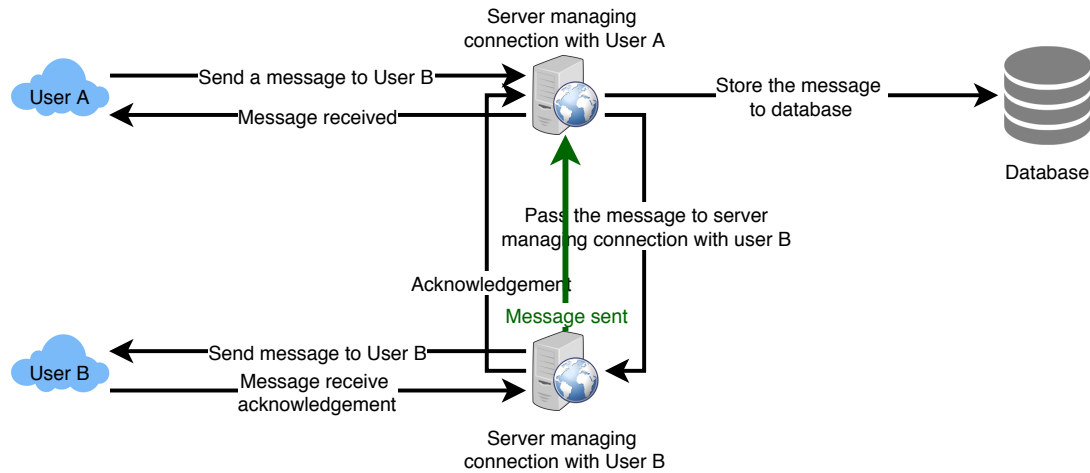 Server managing
connection with User A
User A
Send a message to User B
Message received
Store the message
to database
Database
Pass the message to server
managing connection with user B
Acknowledgement
Message sent
User B
Send message to User B
Message receive
acknowledgement
Server managing
connection with User B